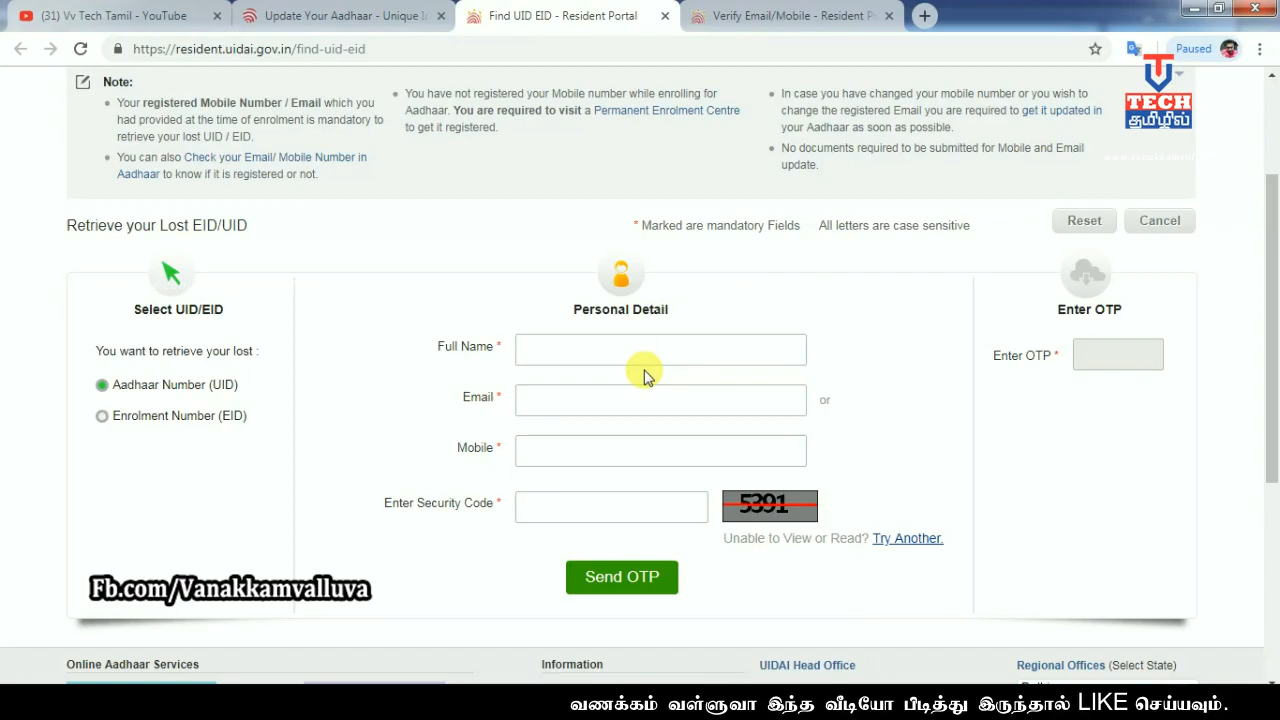 (31) Vv Tech Tamil - YouTube
Update Your Aadhaar - Unique Id
Find UID EID - Resident Portal
Verify Email/Mobile - Resident P
https://resident.uidai.gov.in/find-uid-eid
Paused
TECH
தமிழில்
Note:
Your registered Mobile Number / Email which you
had provided at the time of enrolment is mandatory to
retrieve your lost UID / EID.
You can also Check your Email/ Mobile Number in
Aadhaar to know if it is registered or not.
You have not registered your Mobile number while enrolling for
Aadhaar. You are required to visit a Permanent Enrolment Centre
to get it registered.
In case you have changed your mobile number or you wish to
change the registered Email you are required to get it updated in
your Aadhaar as soon as possible.
No documents required to be submitted for Mobile and Email
update.
Retrieve your Lost EID/UID
* Marked are mandatory Fields
All letters are case sensitive
Reset
Cancel
Select UID/EID
You want to retrieve your lost :
Aadhaar Number (UID)
Enrolment Number (EID)
Personal Detail
Full Name *
Email *
or
Mobile *
Enter Security Code *
5391
Unable to View or Read? Try Another.
Send OTP
Enter OTP
Enter OTP *
Fb.com/Vanakkamvalluva
Online Aadhaar Services
Information
UIDAI Head Office
Regional Offices (Select State)
வணக்கம் வள்ளுவா இந்த வீடியோ பிடித்து இருந்தால் LIKE செய்யவும்.